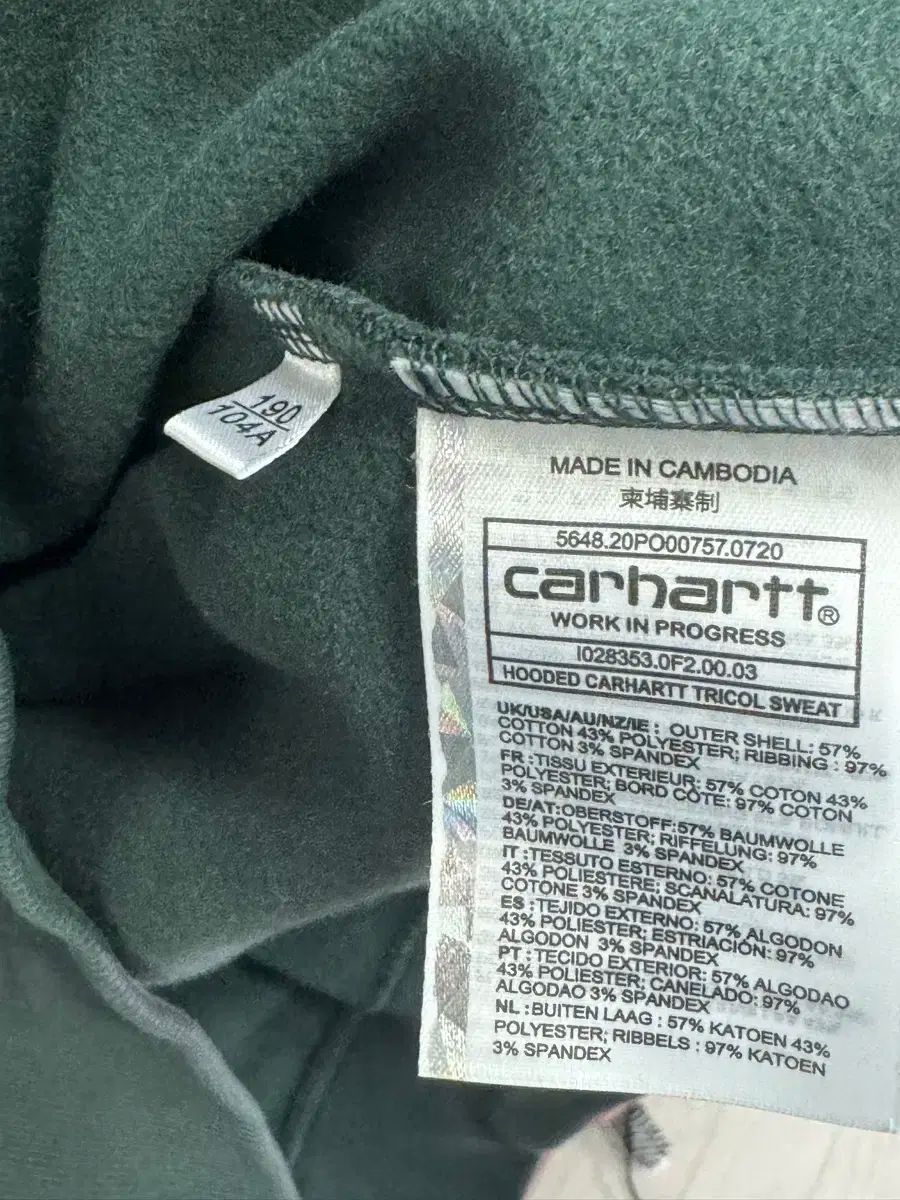 190
104A
MADE IN CAMBODIA
柬埔寨制
5648.20PO00757.0720
carhartt®
WORK IN PROGRESS
I028353.0F2.00.03
HOODED CARHARTT TRICOL SWEAT
UK/USA/AU/NZ/IE : OUTER SHELL: 57%
COTTON 43% POLYESTER; RIBBING : 97%
COTTON 3% SPANDEX
FR :TISSU EXTERIEUR: 57% COTON 43%
POLYESTER; BORD CÔTE: 97% COTON
3% SPANDEX
DE/AT:OBERSTOFF:57% BAUMWOLLE
43% POLYESTER; RIFFELUNG: 97%
BAUMWOLLE 3% SPANDEX
IT :TESSUTO ESTERNO: 57% COTONE
43% POLIESTERE; SCANALATURA: 97%
COTONE 3% SPANDEX
ES :TEJIDO EXTERNO: 57% ALGODON
43% POLIESTER; ESTRIACIÓN: 97%
ALGODON 3% SPANDEX
PT :TECIDO EXTERIOR: 57% ALGODAO
43% POLIESTER; CANELADO: 97%
ALGODAO 3% SPANDEX
NL :BUITEN LAAG : 57% KATOEN 43%
POLYESTER; RIBBELS : 97% KATOEN
3% SPANDEX